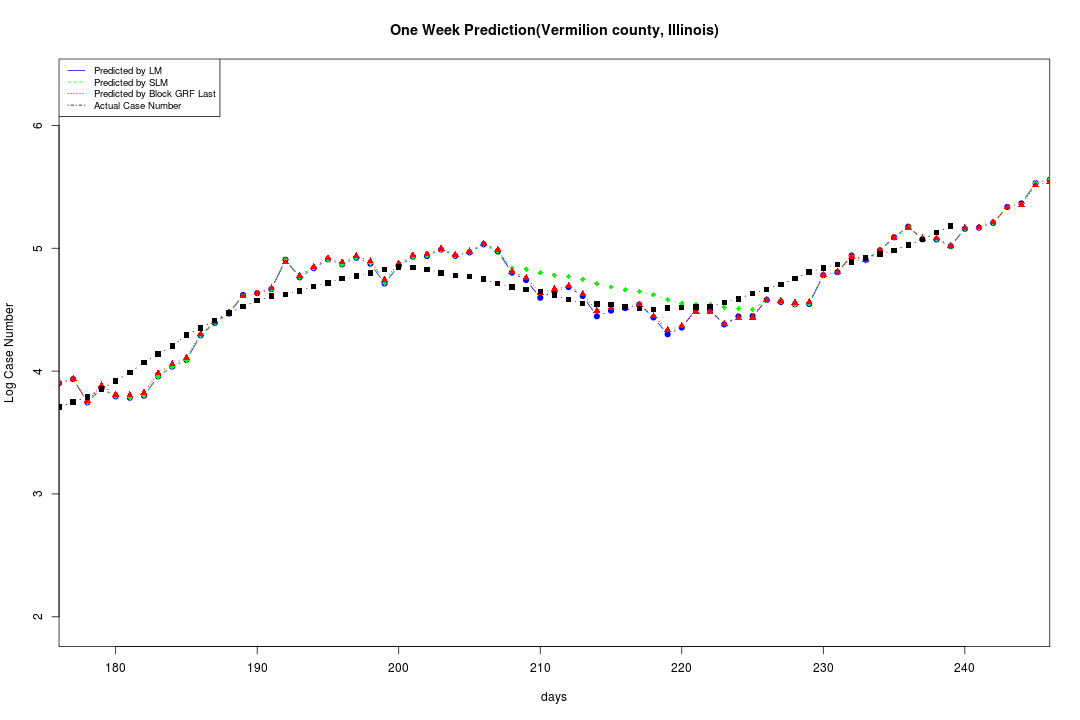 One Week Prediction(Vermilion county, Illinois)
Predicted by LM
Predicted by SLM
Predicted by Block GRF Last
Actual Case Number
6
5
4
3
2
Log Case Number
180 190 200 210 220 230 240
days